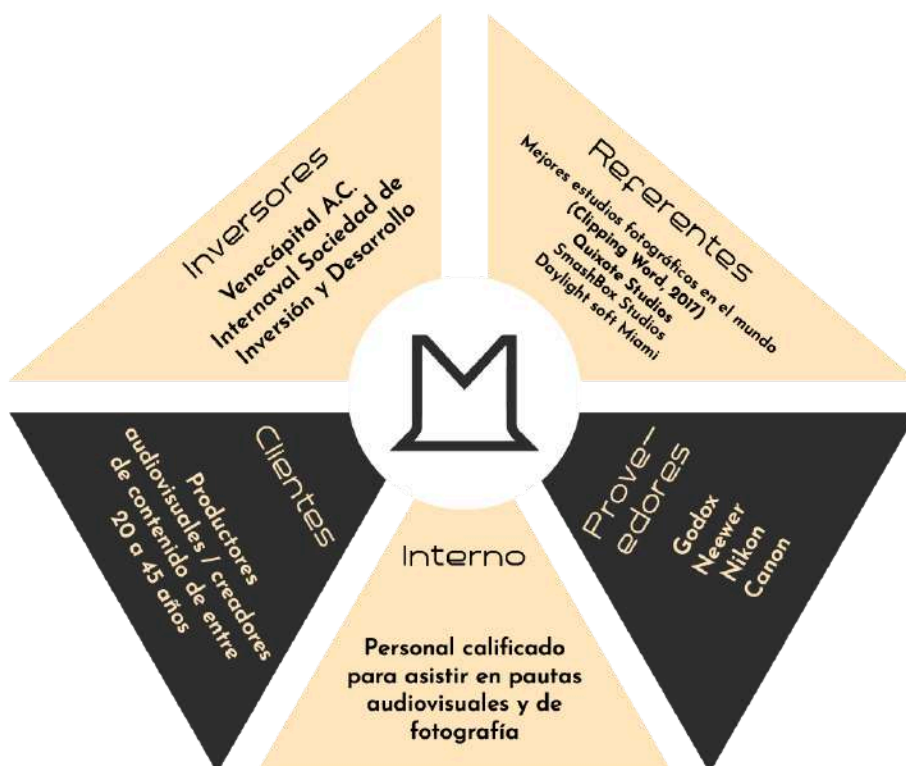 Inversores
Venecápital A.C.
Internaval Sociedad de
Inversión y Desarrollo
Referentes
Mejores estudios fotográficos en el mundo
(Clipping Word, 2017)
Quixote Studios
SmashBox Studios
Daylight soft Miami
Clientes
Productores
audiovisuales / creadores
de contenido de entre
20 a 45 años
Interno
Personal calificado
para asistir en pautas
audiovisuales y de
fotografía
Prove-
edores
Godox
Neewer
Nikon
Canon